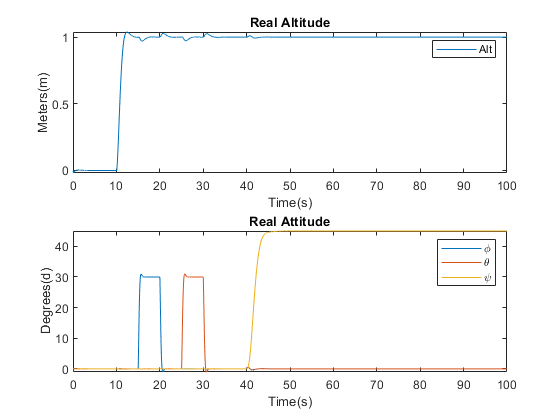 Real Altitude
Meters(m)
1
0.5
0
Alt
0 10 20 30 40 50 60 70 80 90 100
Time(s)
Real Attitude
Degrees(d)
40
30
20
10
0
ϕ
θ
ψ
0 10 20 30 40 50 60 70 80 90 100
Time(s)